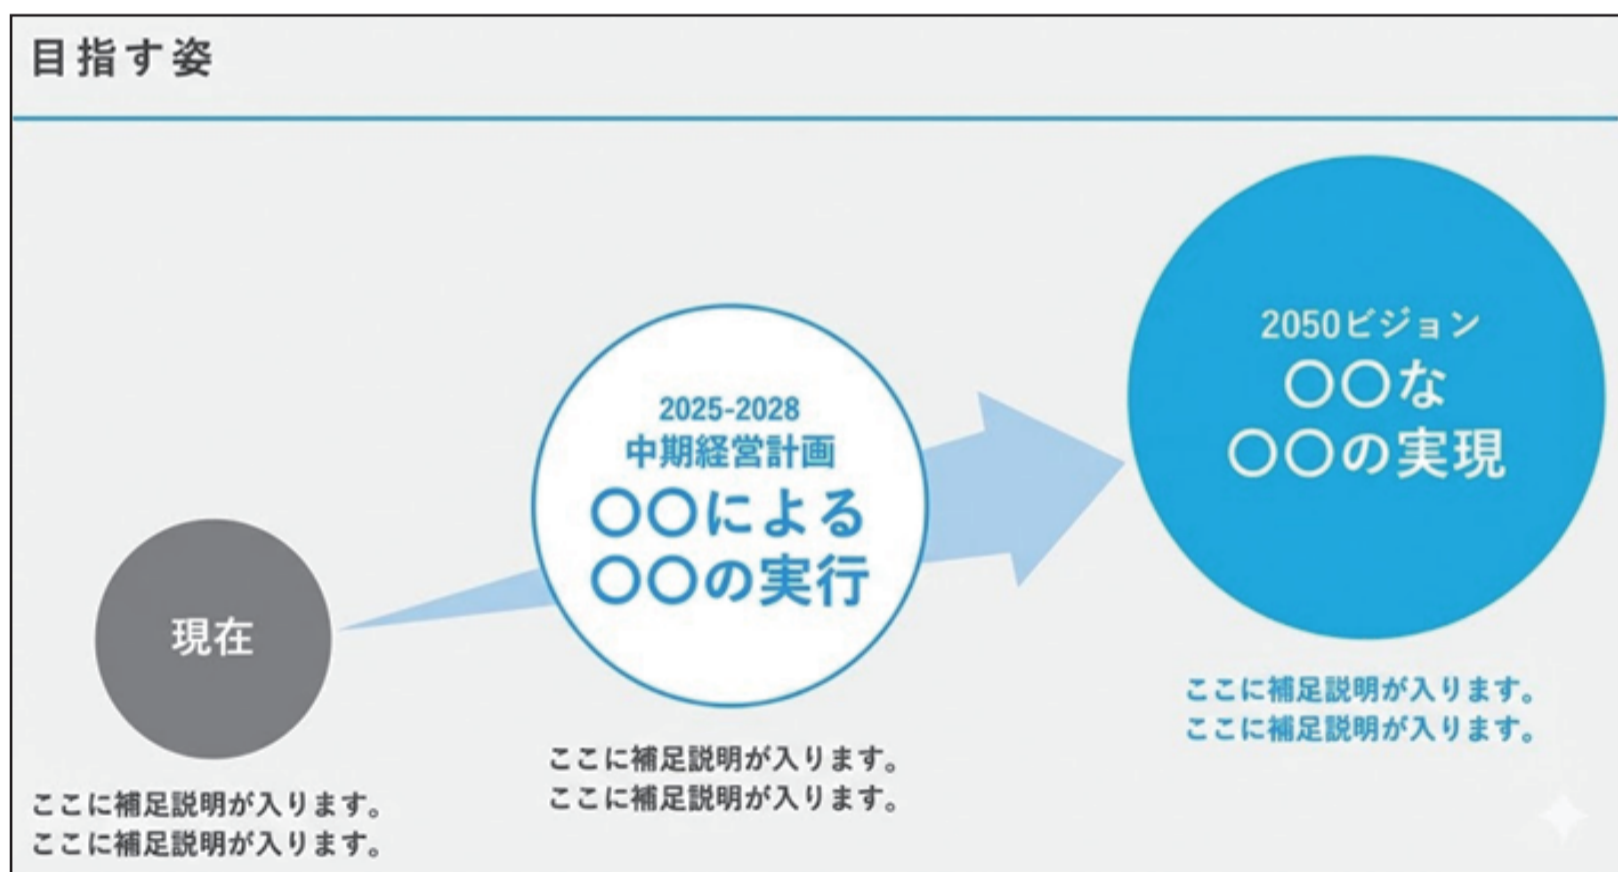 目指す姿
現在
ここに補足説明が入ります。
ここに補足説明が入ります。
2025-2028
中期経営計画
〇〇による
〇〇の実行
ここに補足説明が入ります。
ここに補足説明が入ります。
2050ビジョン
〇〇な
〇〇の実現
ここに補足説明が入ります。
ここに補足説明が入ります。